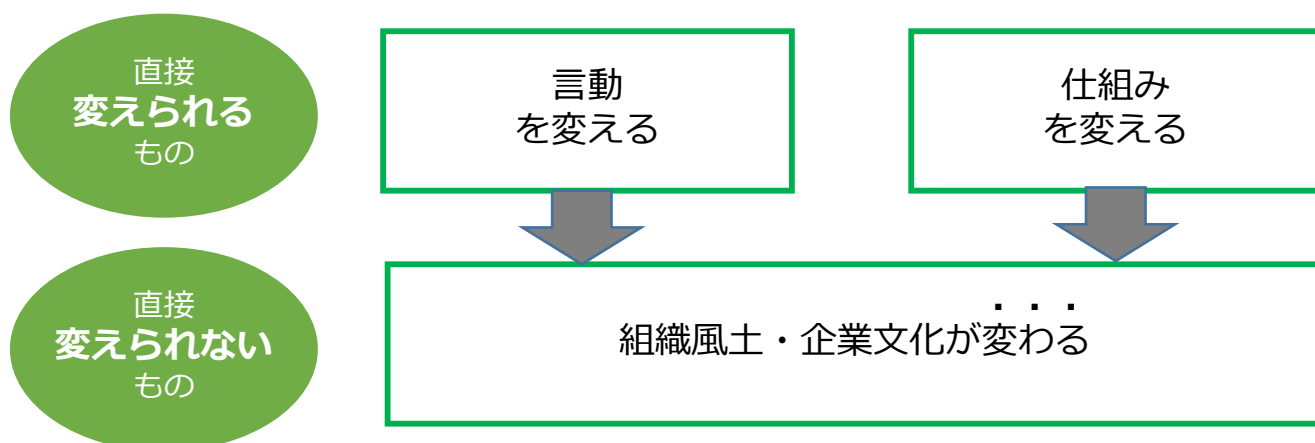 直接
変えられる
もの
言動
を変える
仕組み
を変える
直接
変えられない
もの
組織風土・企業文化が変わる